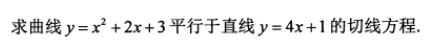 求曲线 y = x² + 2x + 3 平行于直线 y = 4x + 1 的切线方程.